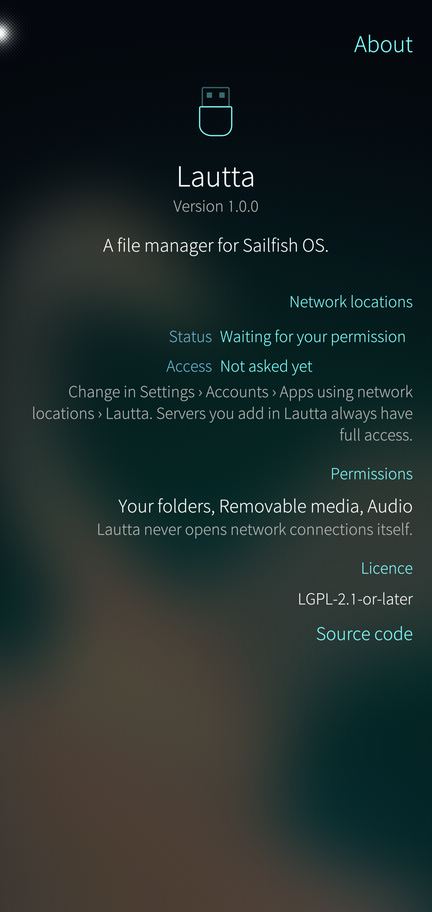 About
Lautta
Version 1.0.0
A file manager for Sailfish OS.
Network locations
Status Waiting for your permission
Access Not asked yet
Change in Settings › Accounts › Apps using network
locations › Lautta. Servers you add in Lautta always have
full access.
Permissions
Your folders, Removable media, Audio
Lautta never opens network connections itself.
Licence
LGPL-2.1-or-later
Source code